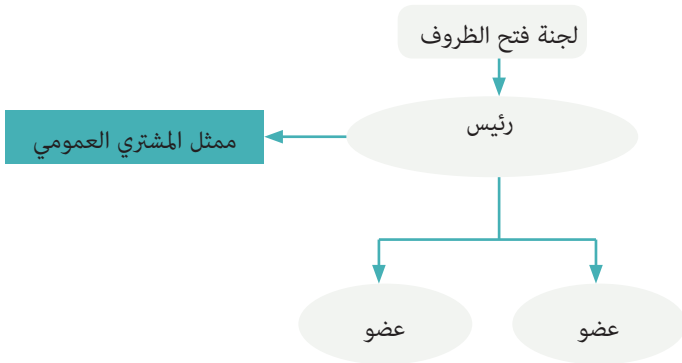 لجنة فتح الظروف
رئيس
ممثل المشتري العمومي
عضو
عضو